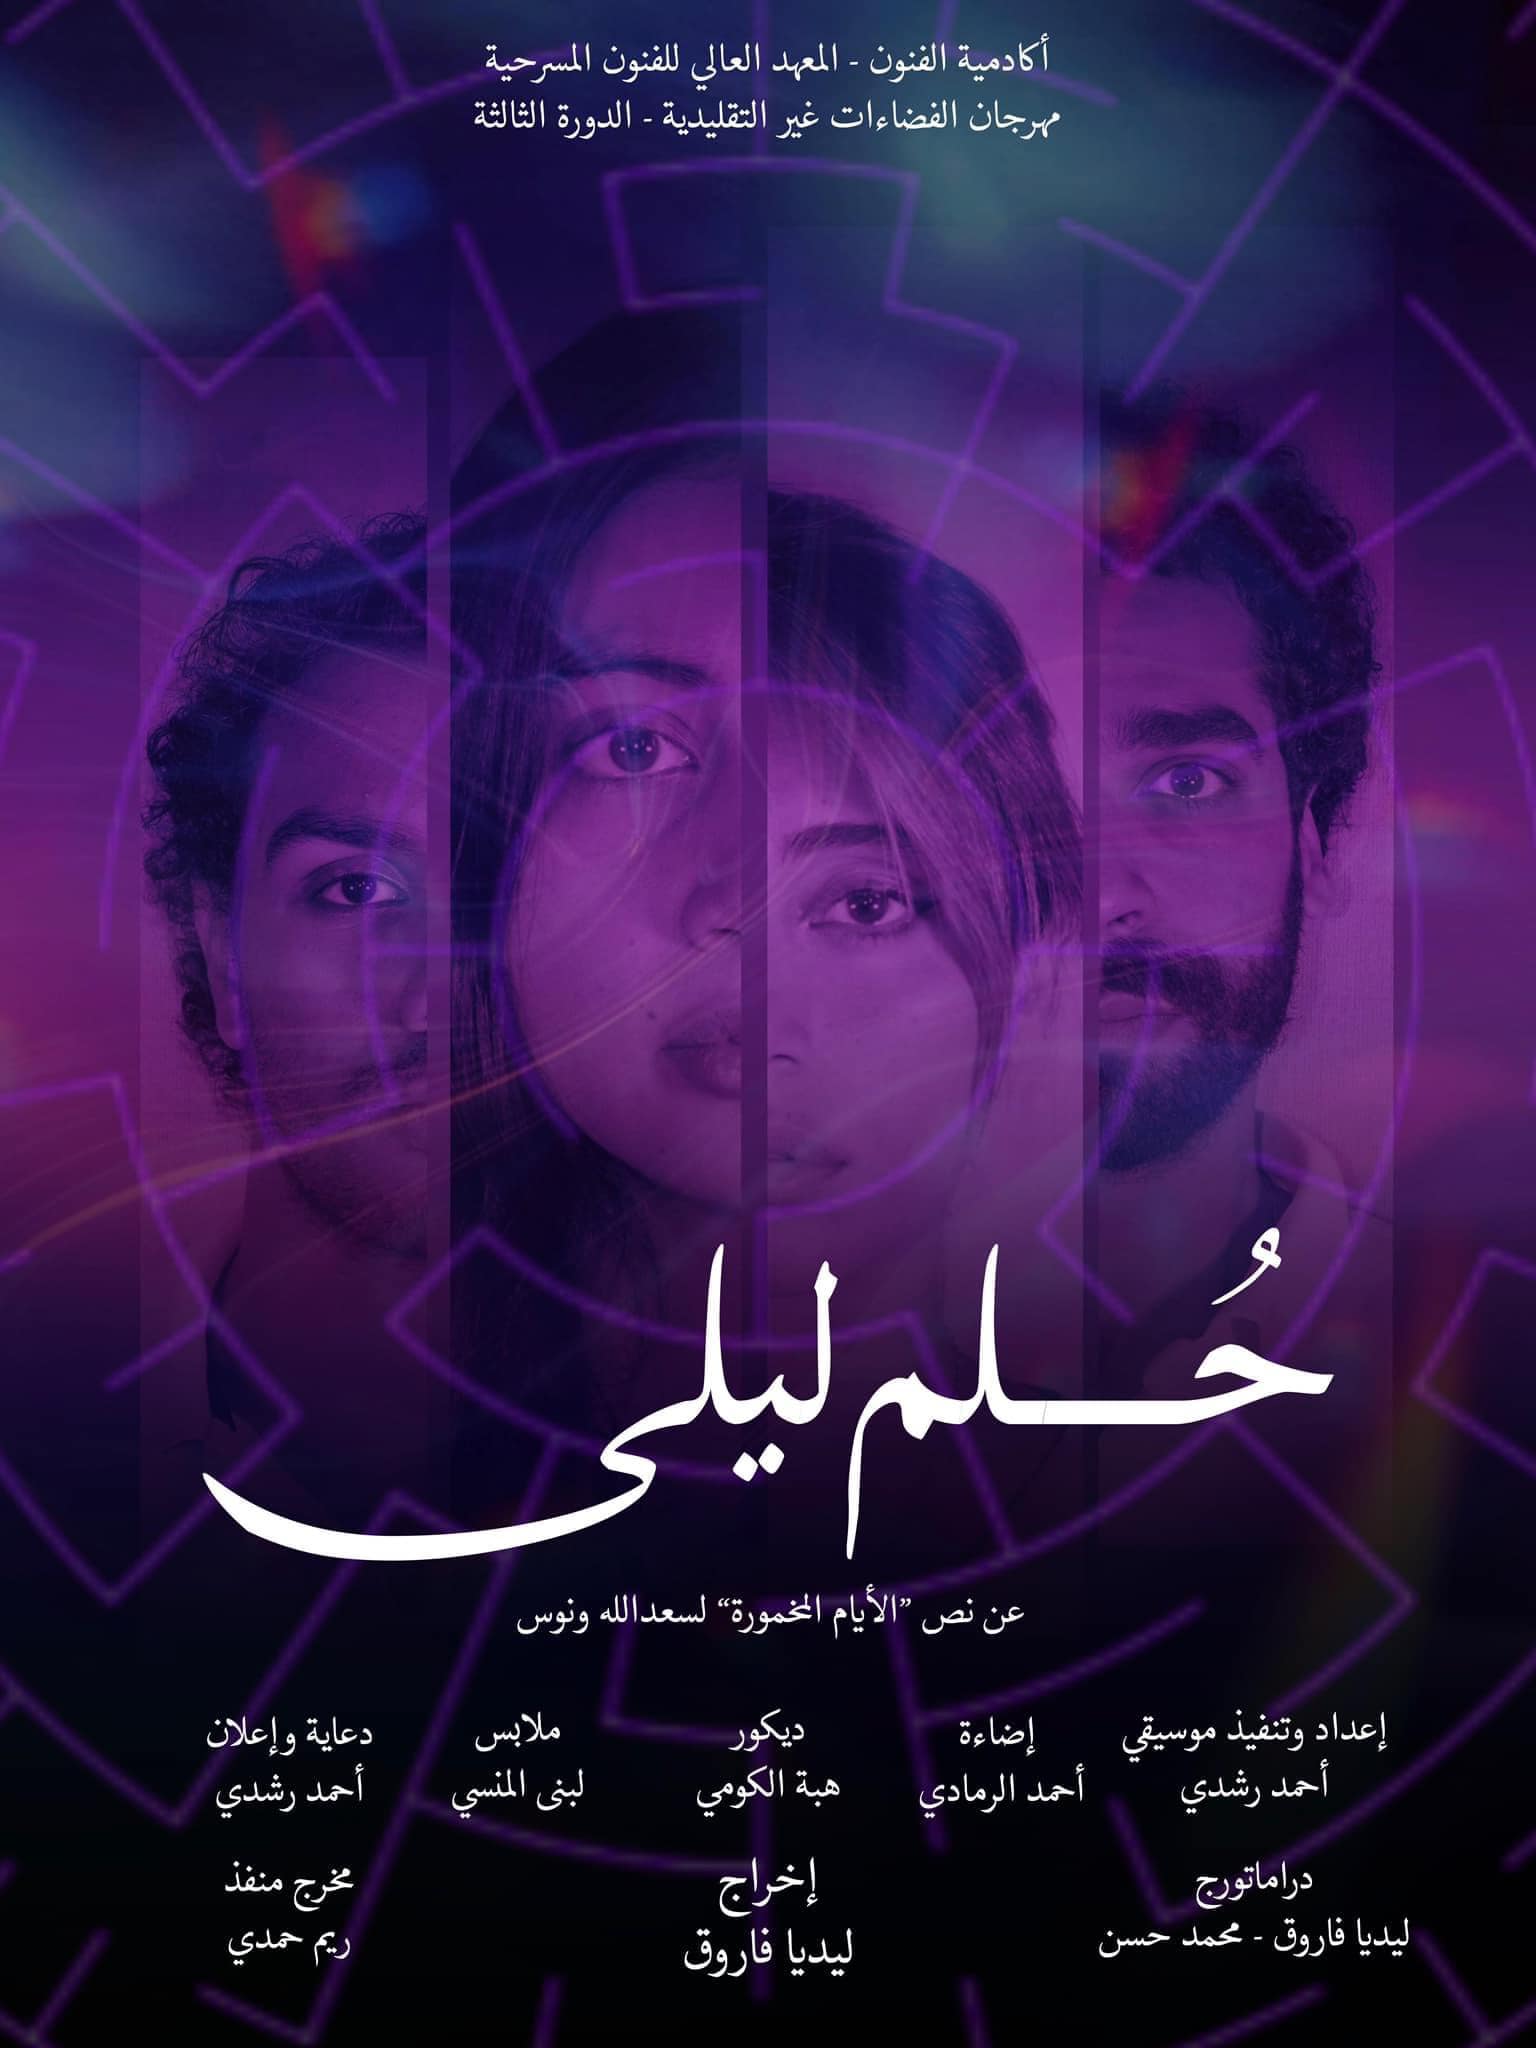 أكادمية الفنون - المعهد العالي للفنون المسرحية
مهرجان الفضاءات غير التقليدية - الدورة الثالثة
حُلم ليلى
عن نص "الأيام المخمورة" لسعدالله ونوس
إعداد وتنفيذ موسيقي
أحمد رشدي
إضاءة
أحمد الرمادي
ديكور
هبة الكومي
ملابس
لبنى المنسي
دعاية وإعلان
أحمد رشدي
دراماتورج
ليديا فاروق - محمد حسن
إخراج
ليديا فاروق
مخرج منفذ
ريم حمدي